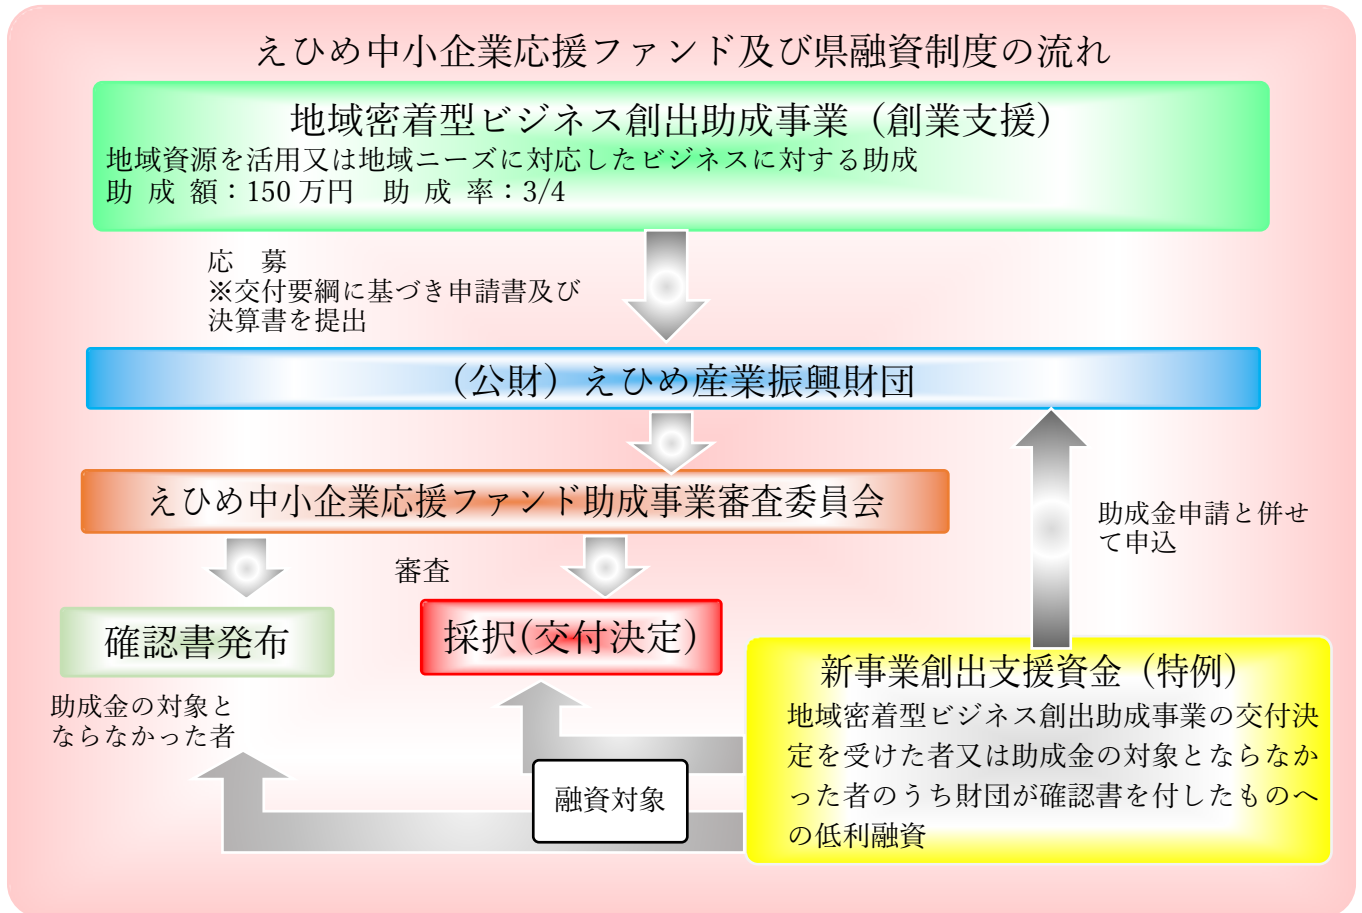 えひめ中小企業応援ファンド及び県融資制度の流れ
地域密着型ビジネス創出助成事業（創業支援）
地域資源を活用又は地域ニーズに対応したビジネスに対する助成
助 成 額：150 万円　助 成 率：3/4
応　募
※交付要綱に基づき申請書及び
決算書を提出
（公財）えひめ産業振興財団
えひめ中小企業応援ファンド助成事業審査委員会
助成金申請と併せ
て申込
審査
確認書発布
採択(交付決定)
助成金の対象と
ならなかった者
新事業創出支援資金（特例）
地域密着型ビジネス創出助成事業の交付決
定を受けた者又は助成金の対象とならなか
った者のうち財団が確認書を付したものへ
の低利融資
融資対象